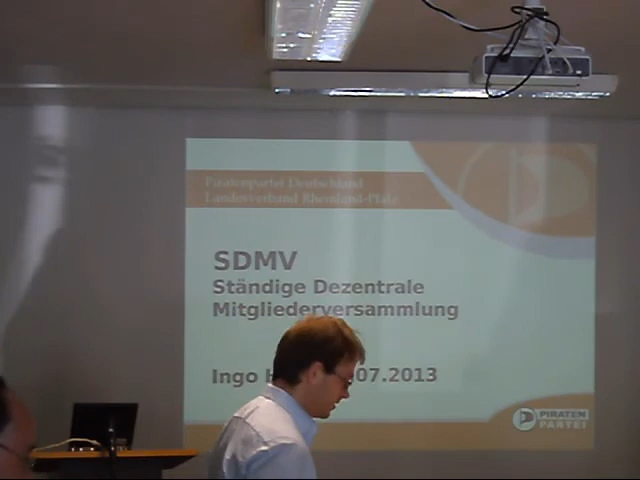 Piratenpartei Deutschland
Landesverband Rheinland-Pfalz
SDMV
Ständige Dezentrale
Mitgliederversammlung
Ingo 07.2013
PIRATEN
PARTEI